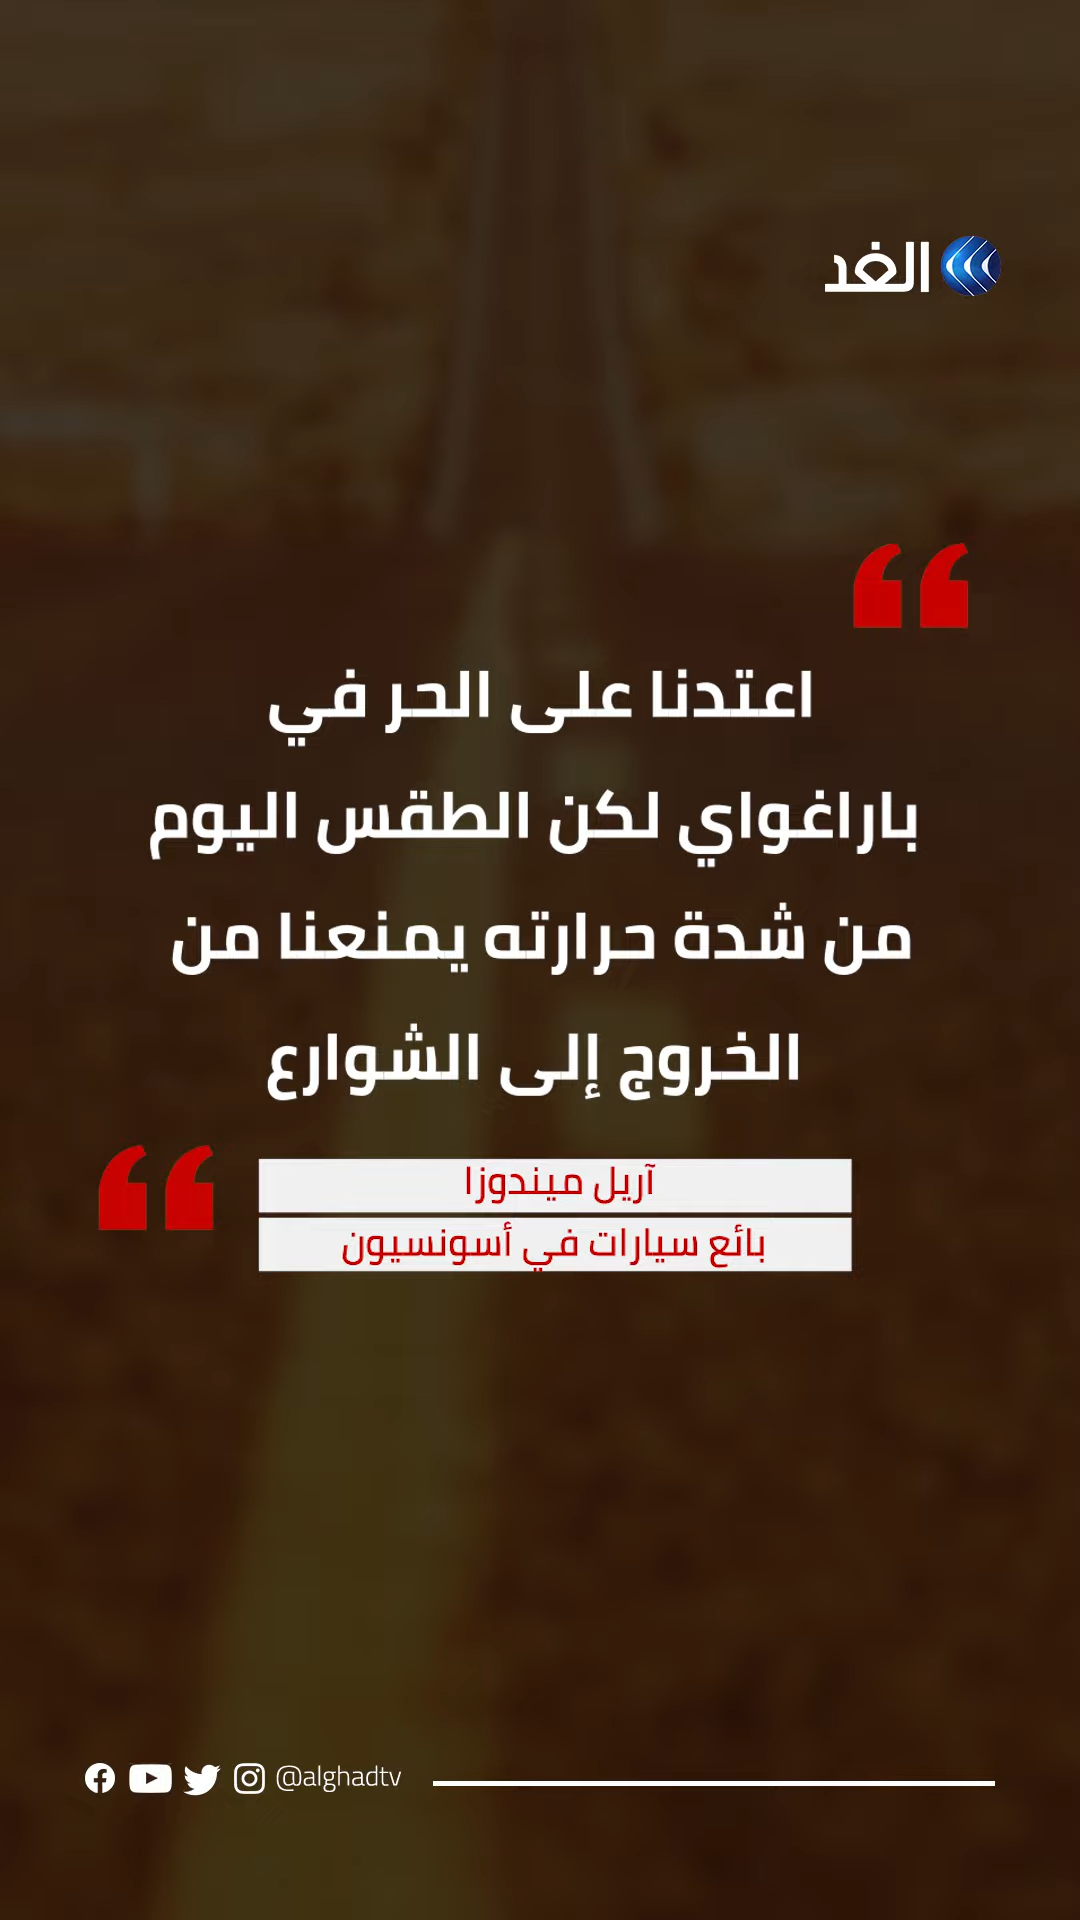 الغد
اعتدنا على الحر في
باراغواي لكن الطقس اليوم
من شدة حرارته يمنعنا من
الخروج إلى الشوارع
آريل ميندوزا
بائع سيارات في أسونسيون
@alghadtv